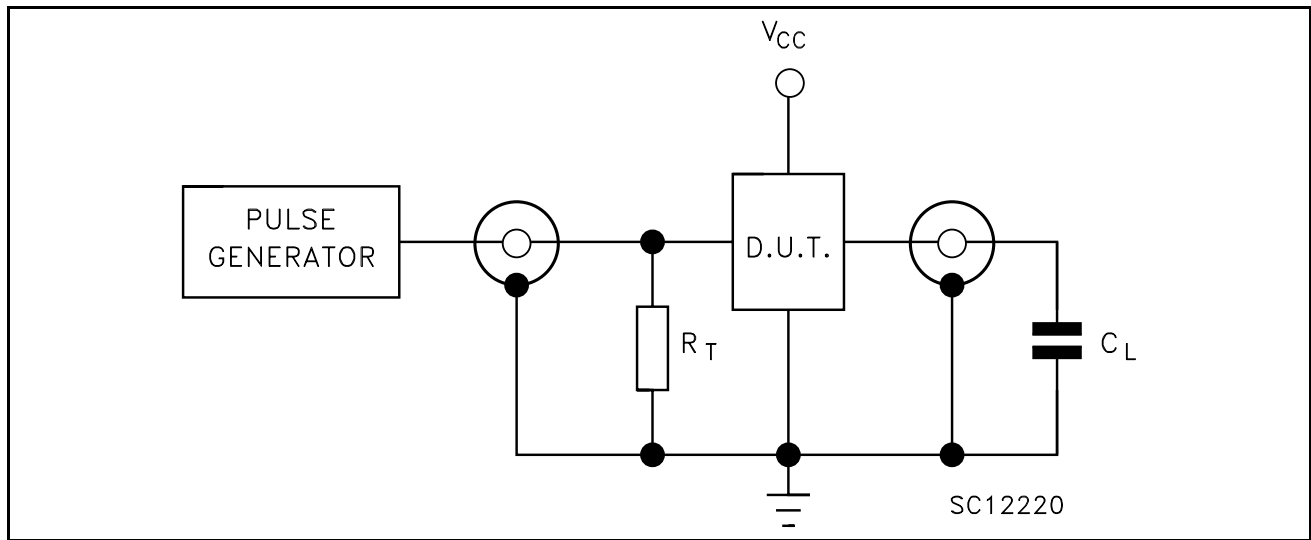 VCC
PULSE
GENERATOR
D.U.T.
RT
CL
SC12220